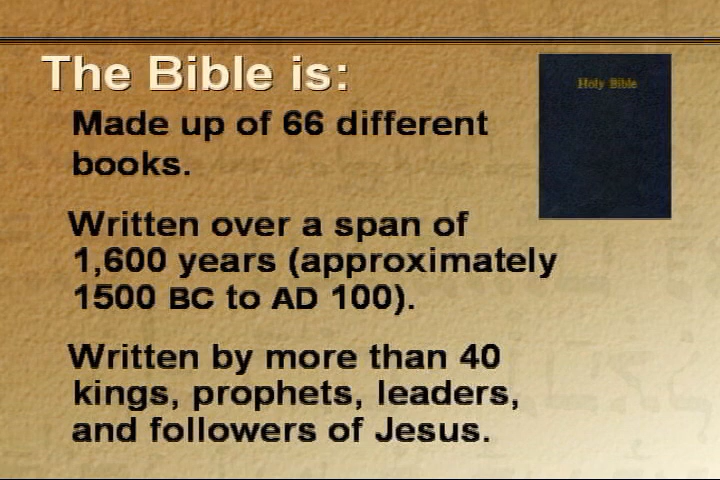 The Bible is:
Holy Bible
Made up of 66 different
books.
Written over a span of
1,600 years (approximately
1500 BC to AD 100).
Written by more than 40
kings, prophets, leaders,
and followers of Jesus.